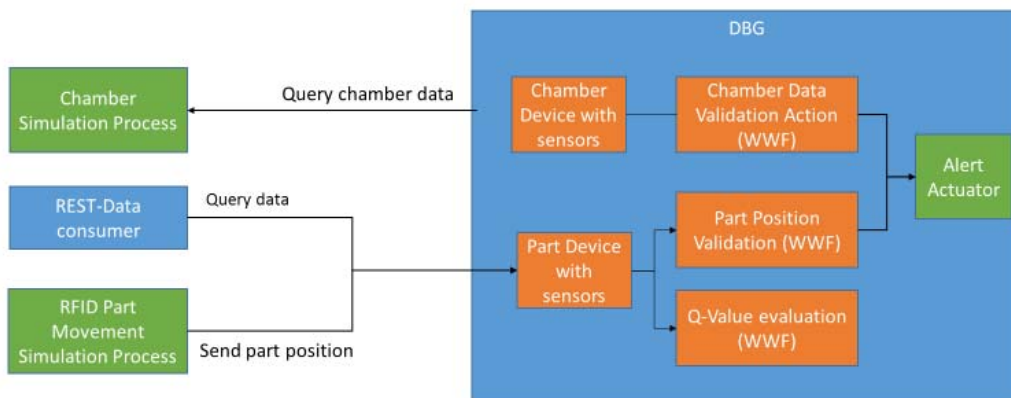 DBG
Chamber
Simulation Process
Query chamber data
Chamber
Device with
sensors
Chamber Data
Validation Action
(WWF)
Alert
Actuator
REST-Data
consumer
Query data
Part Device
with
sensors
Part Position
Validation (WWF)
RFID Part
Movement
Simulation Process
Send part position
Q-Value evaluation
(WWF)